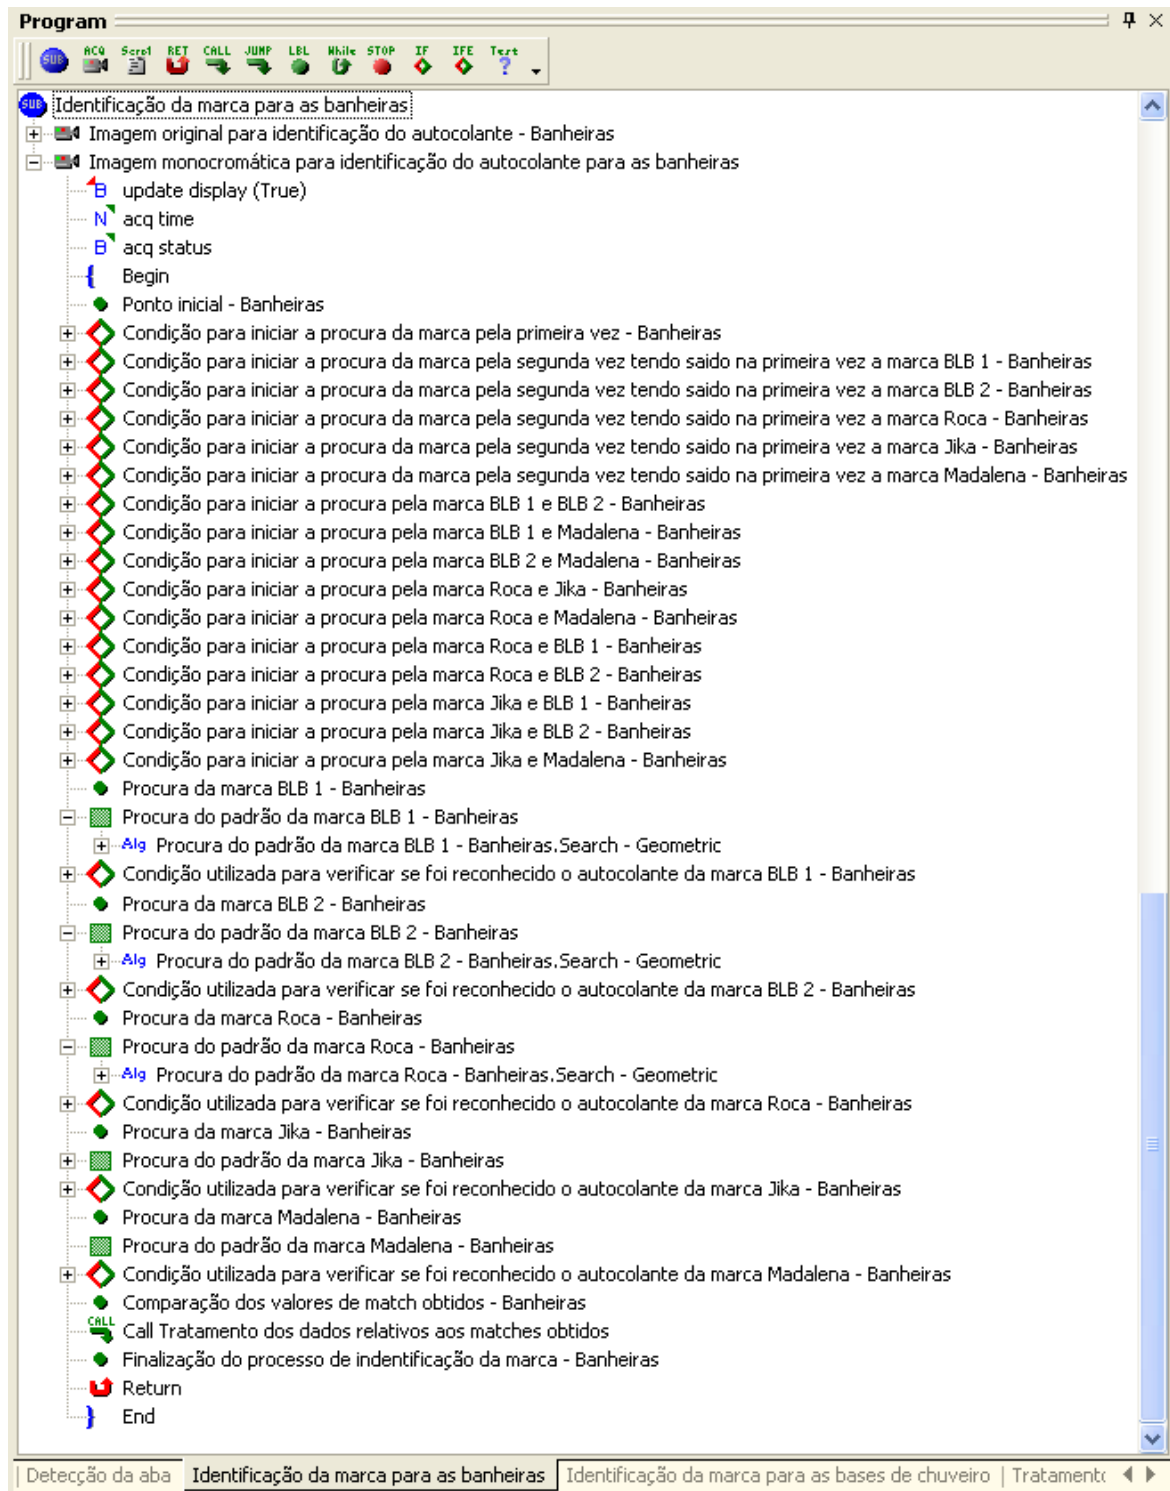 Program
SUB ACQ Script RET CALL JUMP LBL While STOP IF IFE Test
SUB Identificação da marca para as banheiras
Imagem original para identificação do autocolante - Banheiras
Imagem monocromática para identificação do autocolante para as banheiras
B update display (True)
N acq time
B acq status
{ Begin
Ponto inicial - Banheiras
Condição para iniciar a procura da marca pela primeira vez - Banheiras
Condição para iniciar a procura da marca pela segunda vez tendo saido na primeira vez a marca BLB 1 - Banheiras
Condição para iniciar a procura da marca pela segunda vez tendo saido na primeira vez a marca BLB 2 - Banheiras
Condição para iniciar a procura da marca pela segunda vez tendo saido na primeira vez a marca Roca - Banheiras
Condição para iniciar a procura da marca pela segunda vez tendo saido na primeira vez a marca Jika - Banheiras
Condição para iniciar a procura da marca pela segunda vez tendo saido na primeira vez a marca Madalena - Banheiras
Condição para iniciar a procura pela marca BLB 1 e BLB 2 - Banheiras
Condição para iniciar a procura pela marca BLB 1 e Madalena - Banheiras
Condição para iniciar a procura pela marca BLB 2 e Madalena - Banheiras
Condição para iniciar a procura pela marca Roca e Jika - Banheiras
Condição para iniciar a procura pela marca Roca e Madalena - Banheiras
Condição para iniciar a procura pela marca Roca e BLB 1 - Banheiras
Condição para iniciar a procura pela marca Roca e BLB 2 - Banheiras
Condição para iniciar a procura pela marca Jika e BLB 1 - Banheiras
Condição para iniciar a procura pela marca Jika e BLB 2 - Banheiras
Condição para iniciar a procura pela marca Jika e Madalena - Banheiras
Procura da marca BLB 1 - Banheiras
Procura do padrão da marca BLB 1 - Banheiras
Alg Procura do padrão da marca BLB 1 - Banheiras.Search - Geometric
Condição utilizada para verificar se foi reconhecido o autocolante da marca BLB 1 - Banheiras
Procura da marca BLB 2 - Banheiras
Procura do padrão da marca BLB 2 - Banheiras
Alg Procura do padrão da marca BLB 2 - Banheiras.Search - Geometric
Condição utilizada para verificar se foi reconhecido o autocolante da marca BLB 2 - Banheiras
Procura da marca Roca - Banheiras
Procura do padrão da marca Roca - Banheiras
Alg Procura do padrão da marca Roca - Banheiras.Search - Geometric
Condição utilizada para verificar se foi reconhecido o autocolante da marca Roca - Banheiras
Procura da marca Jika - Banheiras
Procura do padrão da marca Jika - Banheiras
Condição utilizada para verificar se foi reconhecido o autocolante da marca Jika - Banheiras
Procura da marca Madalena - Banheiras
Procura do padrão da marca Madalena - Banheiras
Condição utilizada para verificar se foi reconhecido o autocolante da marca Madalena - Banheiras
Comparação dos valores de match obtidos - Banheiras
CALL Call Tratamento dos dados relativos aos matches obtidos
Finalização do processo de indentificação da marca - Banheiras
Return
} End
Detecção da aba | Identificação da marca para as banheiras | Identificação da marca para as bases de chuveiro | Tratamento